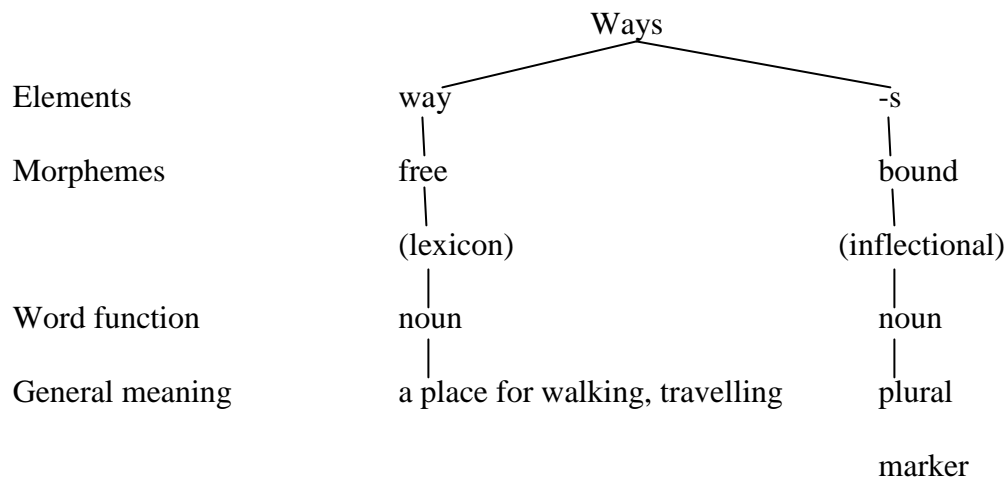 Ways
Elements way -s
Morphemes free bound
(lexicon) (inflectional)
Word function noun noun
General meaning a place for walking, travelling plural
marker